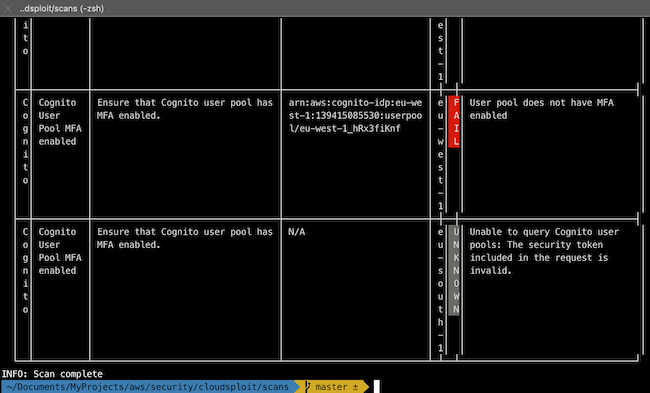 ..dsploit/scans (-zsh)
i
t
o
e
s
t
-
1
C
o
g
n
i
t
o
Cognito
User
Pool MFA
enabled
Ensure that Cognito user pool has
MFA enabled.
arn:aws:cognito-idp:eu-we
st-1:139415085530:userpoo
l/eu-west-1_hRx3fiKnf
e
u
-
w
e
s
t
-
1
F
A
I
L
User pool does not have MFA
enabled
C
o
g
n
i
t
o
Cognito
User
Pool MFA
enabled
Ensure that Cognito user pool has
MFA enabled.
N/A
e
u
-
s
o
u
t
h
-
1
U
N
K
N
O
W
N
Unable to query Cognito user
pools: The security token
included in the request is
invalid.
INFO: Scan complete
~/Documents/MyProjects/aws/security/cloudsploit/scans master ±